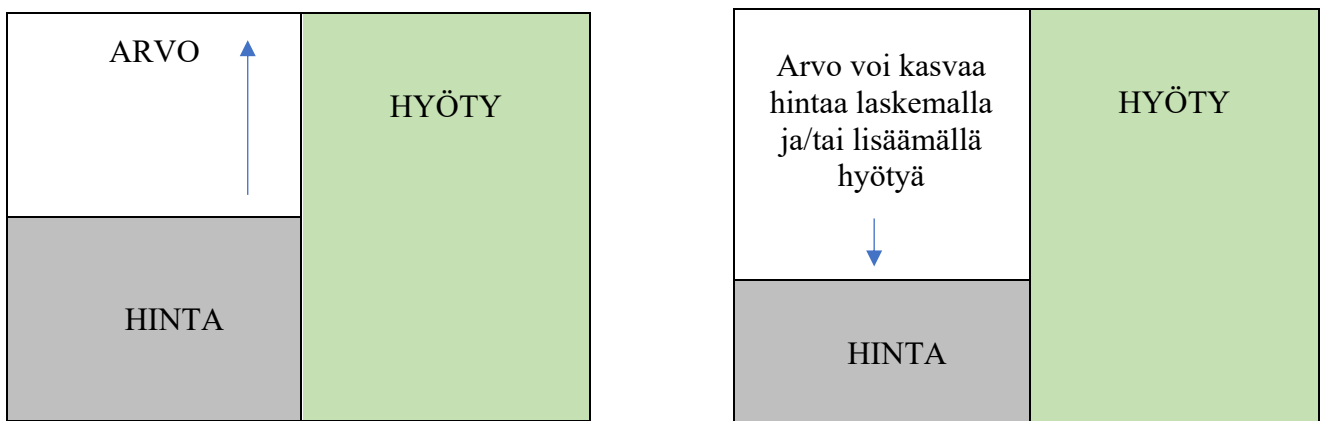 ARVO
HYÖTY
HINTA
Arvo voi kasvaa
hintaa laskemalla
ja/tai lisäämällä
hyötyä
HYÖTY
HINTA